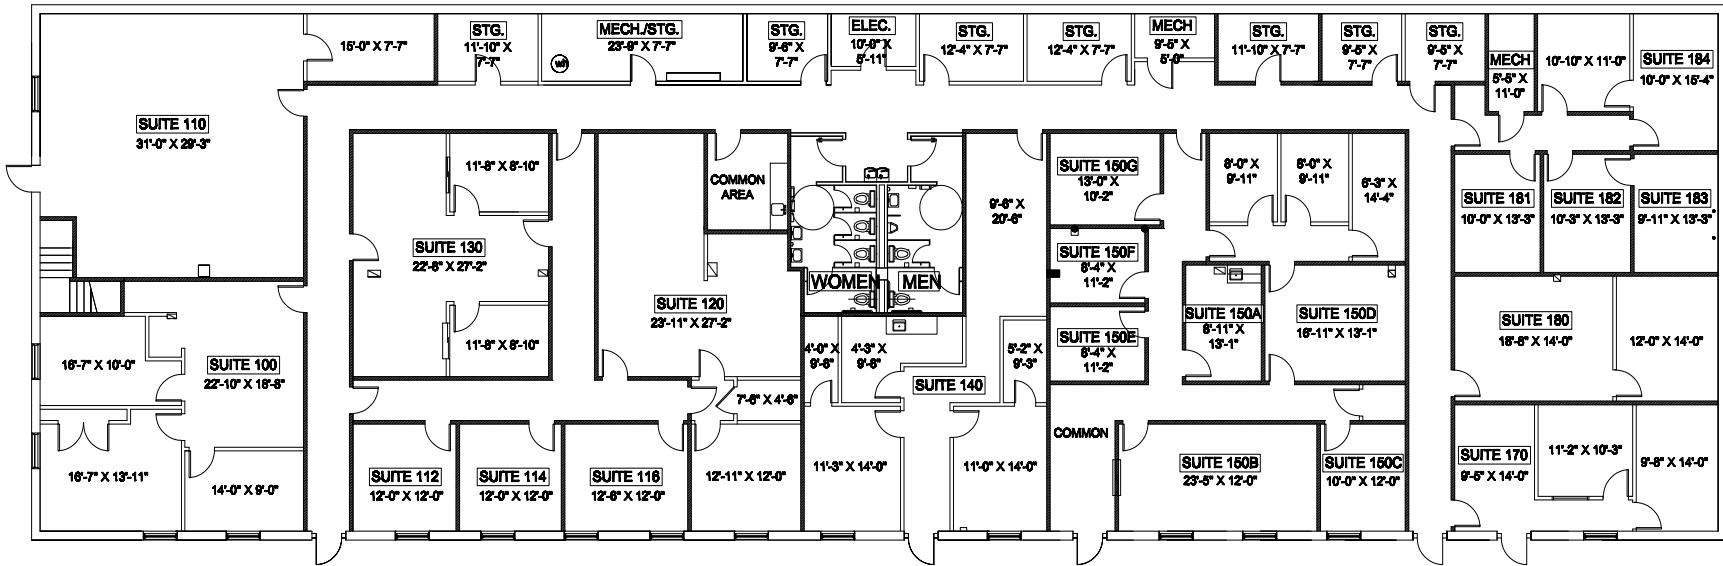 STG.
11'-10" X
7'-7"
MECH./STG.
23'-9" X 7'-7"
STG.
9'-6" X
7'-7"
ELEC.
10'-0" X
5'-11"
STG.
12'-4" X 7'-7"
STG.
12'-4" X 7'-7"
MECH
9'-5"
5'-0"
STG.
11'-10" X 7'-7"
STG.
9'-5"
7'-7"
STG.
9'-5"
7'-7"
15'-0" X 7'-7"
MECH
5'-5" X
11'-0"
10'-10" X 11'-0"
SUITE 184
10'-0" X 15'-4"
SUITE 110
31'-0" X 29'-3"
11'-8" X 8'-10"
COMMON
AREA
SUITE 150G
13'-0" X
10'-2"
8'-0" X
9'-11"
8'-0" X
9'-11"
6'-3" X
14'-4"
9'-6" X
20'-6"
SUITE 181
10'-0" X 13'-3"
SUITE 182
10'-3" X 13'-3"
SUITE 183
9'-11" X 13'-3"
SUITE 130
22'-8" X 27'-2"
SUITE 150F
8'-4" X
11'-2"
WOMEN
MEN
SUITE 120
23'-11" X 27'-2"
SUITE 150A
8'-11" X
13'-1"
SUITE 150D
16'-11" X 13'-1"
SUITE 180
18'-8" X 14'-0"
SUITE 150E
8'-4" X
11'-2"
11'-8" X 8'-10"
4'-0" X
9'-8"
4'-3" X
9'-8"
5'-2" X
9'-3"
16'-7" X 10'-0"
SUITE 100
22'-10" X 18'-8"
12'-0" X 14'-0"
SUITE 140
7'-6" X 4'-6"
COMMON
16'-7" X 13'-11"
14'-0" X 9'-0"
SUITE 112
12'-0" X 12'-0"
SUITE 114
12'-0" X 12'-0"
SUITE 116
12'-6" X 12'-0"
12'-11" X 12'-0"
11'-3" X 14'-0"
11'-0" X 14'-0"
SUITE 150B
23'-5" X 12'-0"
SUITE 150C
10'-0" X 12'-0"
SUITE 170
9'-5" X 14'-0"
11'-2" X 10'-3"
9'-8" X 14'-0"